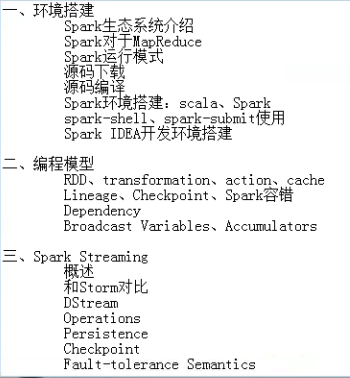 一、环境搭建
Spark生态系统介绍
Spark对于MapReduce
Spark运行模式
源码下载
源码编译
Spark环境搭建：scala、Spark
spark-shell、spark-submit使用
Spark IDEA开发环境搭建
二、编程模型
RDD、transformation、action、cache
Lineage、Checkpoint、Spark容错
Dependency
Broadcast Variables、Accumulators
三、Spark Streaming
概述
和Storm对比
DStream
Operations
Persistence
Checkpoint
Fault-tolerance Semantics